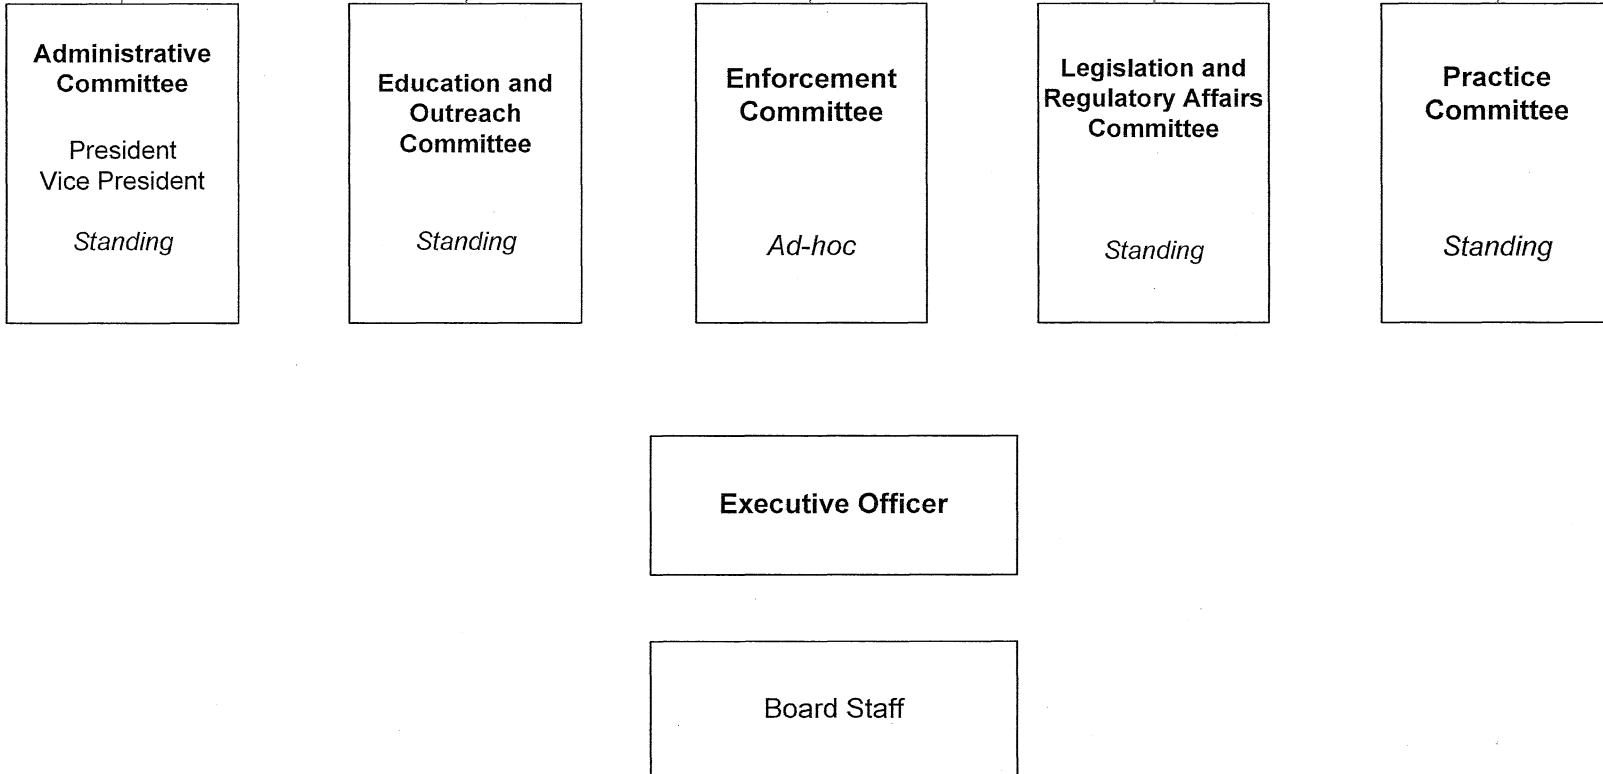 Administrative
Committee
President
Vice President
Standing
Education and
Outreach
Committee
Standing
Enforcement
Committee
Ad-hoc
Legislation and
Regulatory Affairs
Committee
Standing
Practice
Committee
Standing
Executive Officer
Board Staff